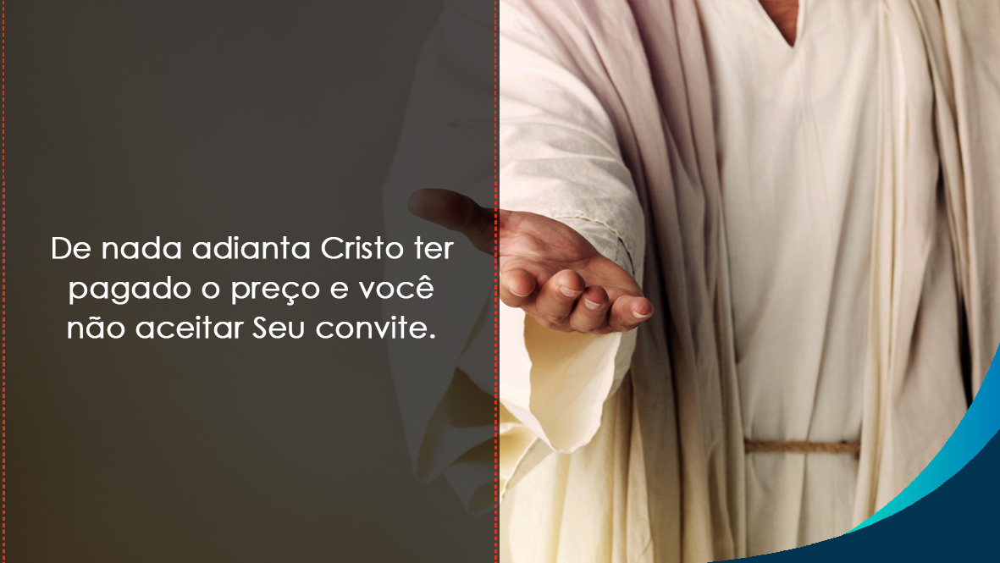 De nada adianta Cristo ter
pagado o preço e você
não aceitar Seu convite.